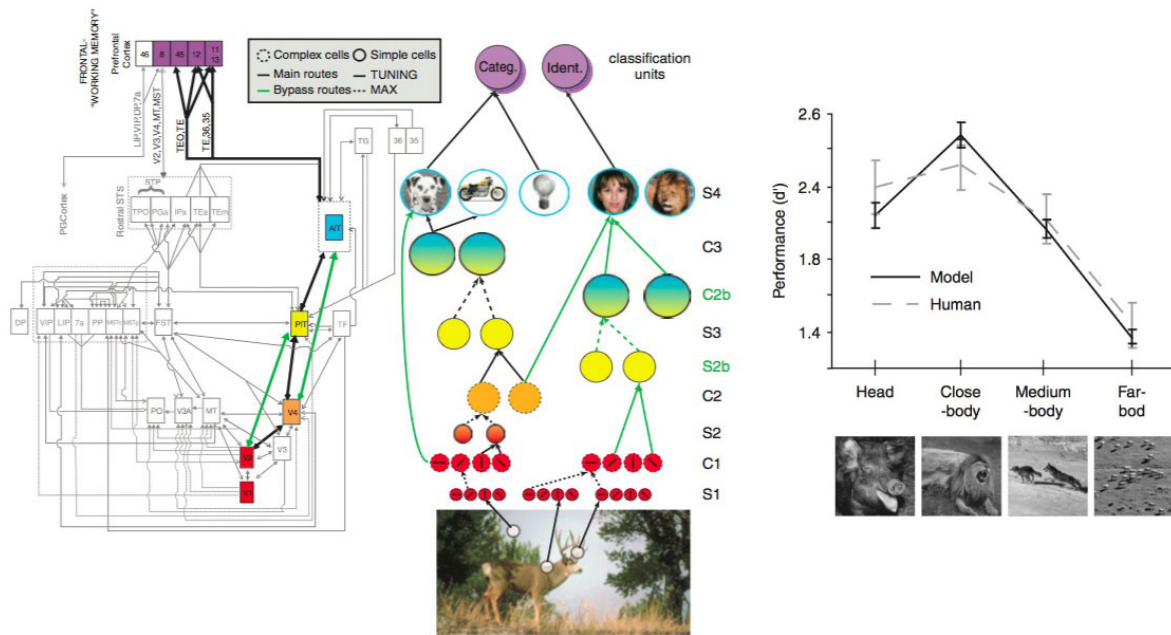 FRONTAL-
"WORKING MEMORY"
Prefrontal
Cortex
46
8
45
12
11
13
LIP,VIP,DP,7a
V2,V3,V4,MT,MST
TEO,TE
TE,36,35
PGCortex
Rostral STS
STP
TPO PGa IPa TEa TEm
TG
36 35
AIT
DP
VIP LIP 7a PP
FST
PIT
TF
PO V3A MT
V4
V2
V3
V1
Complex cells Simple cells
Main routes TUNING
Bypass routes MAX
Categ.
Ident.
classification
units
S4
C3
C2b
S3
S2b
C2
S2
C1
S1
Performance (d')
2.6
2.4
1.8
1.4
Model
Human
Head
Close
-body
Medium
-body
Far-
bod